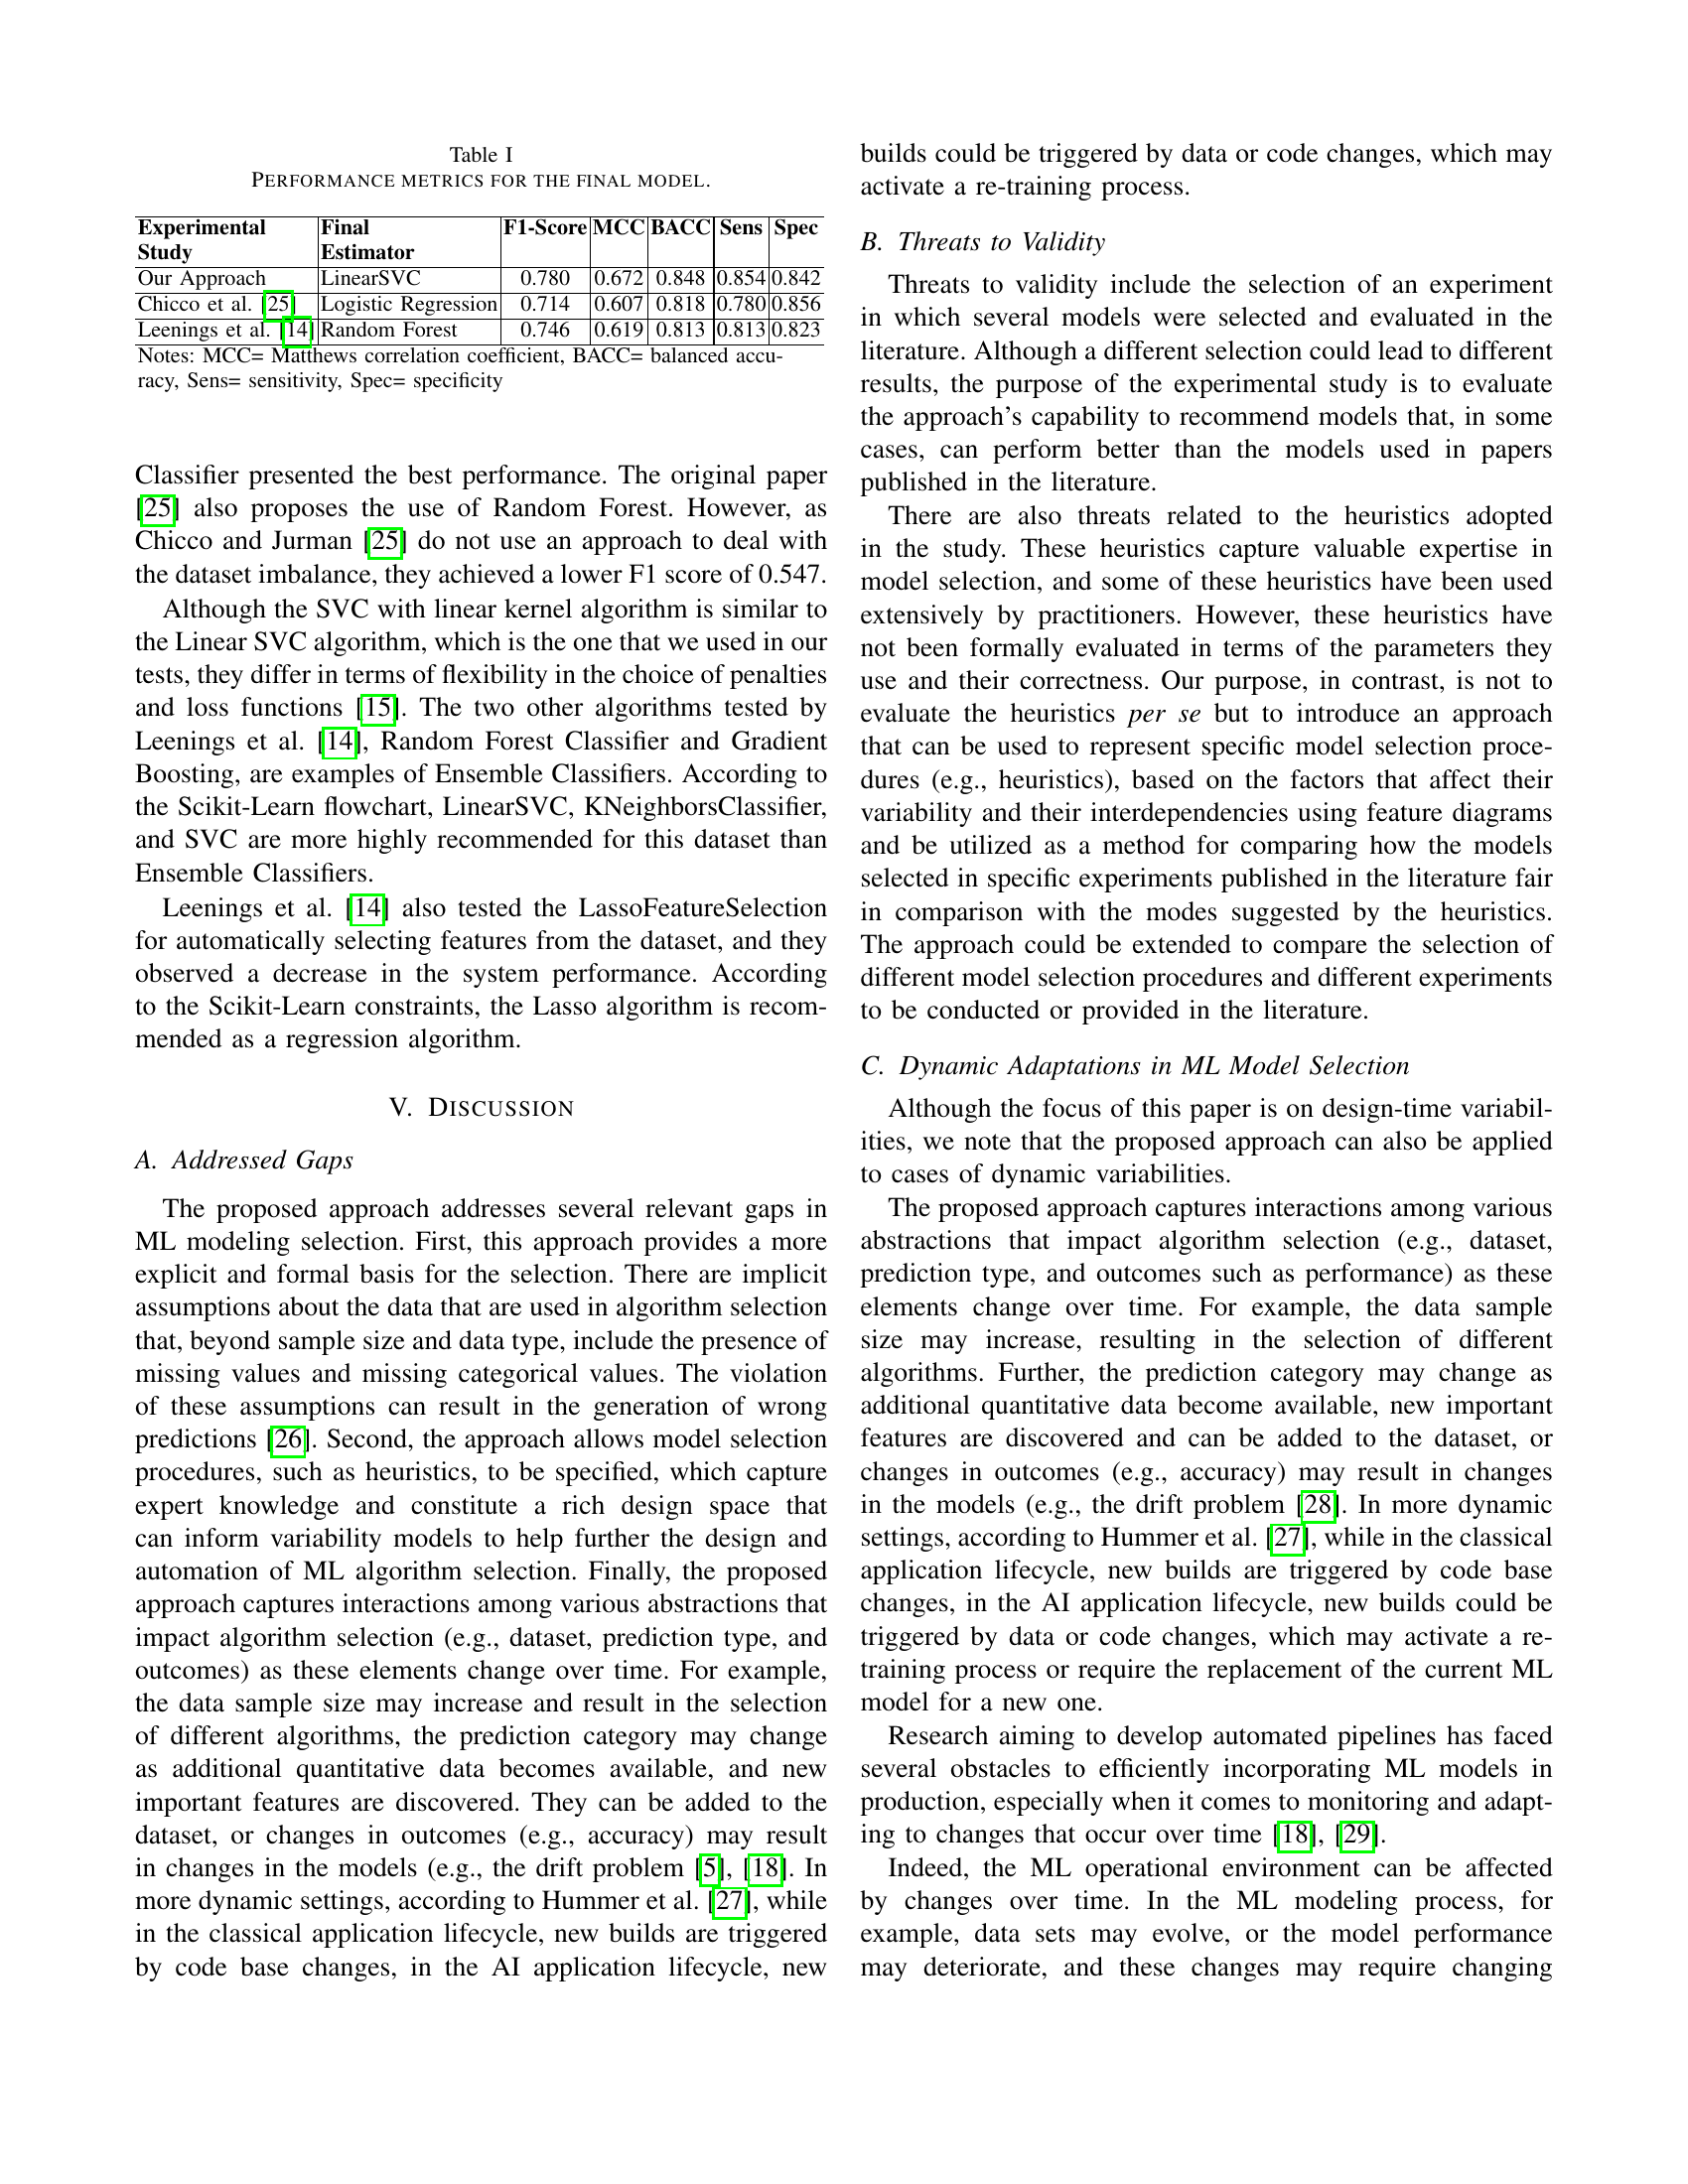 Table I
PERFORMANCE METRICS FOR THE FINAL MODEL.
Experimental Study | Final Estimator | F1-Score | MCC | BACC | Sens | Spec
Our Approach | LinearSVC | 0.780 | 0.672 | 0.848 | 0.854 | 0.842
Chicco et al. [25] | Logistic Regression | 0.714 | 0.607 | 0.818 | 0.780 | 0.856
Leenings et al. [14] | Random Forest | 0.746 | 0.619 | 0.813 | 0.813 | 0.823
Notes: MCC= Matthews correlation coefficient, BACC= balanced accu-
racy, Sens= sensitivity, Spec= specificity
Classifier presented the best performance. The original paper
[25] also proposes the use of Random Forest. However, as
Chicco and Jurman [25] do not use an approach to deal with
the dataset imbalance, they achieved a lower F1 score of 0.547.
Although the SVC with linear kernel algorithm is similar to
the Linear SVC algorithm, which is the one that we used in our
tests, they differ in terms of flexibility in the choice of penalties
and loss functions [15]. The two other algorithms tested by
Leenings et al. [14], Random Forest Classifier and Gradient
Boosting, are examples of Ensemble Classifiers. According to
the Scikit-Learn flowchart, LinearSVC, KNeighborsClassifier,
and SVC are more highly recommended for this dataset than
Ensemble Classifiers.
Leenings et al. [14] also tested the LassoFeatureSelection
for automatically selecting features from the dataset, and they
observed a decrease in the system performance. According
to the Scikit-Learn constraints, the Lasso algorithm is recom-
mended as a regression algorithm.
V. DISCUSSION
A. Addressed Gaps
The proposed approach addresses several relevant gaps in
ML modeling selection. First, this approach provides a more
explicit and formal basis for the selection. There are implicit
assumptions about the data that are used in algorithm selection
that, beyond sample size and data type, include the presence of
missing values and missing categorical values. The violation
of these assumptions can result in the generation of wrong
predictions [26]. Second, the approach allows model selection
procedures, such as heuristics, to be specified, which capture
expert knowledge and constitute a rich design space that
can inform variability models to help further the design and
automation of ML algorithm selection. Finally, the proposed
approach captures interactions among various abstractions that
impact algorithm selection (e.g., dataset, prediction type, and
outcomes) as these elements change over time. For example,
the data sample size may increase and result in the selection
of different algorithms, the prediction category may change
as additional quantitative data becomes available, and new
important features are discovered. They can be added to the
dataset, or changes in outcomes (e.g., accuracy) may result
in changes in the models (e.g., the drift problem [5], [18]. In
more dynamic settings, according to Hummer et al. [27], while
in the classical application lifecycle, new builds are triggered
by code base changes, in the AI application lifecycle, new
builds could be triggered by data or code changes, which may
activate a re-training process.
B. Threats to Validity
Threats to validity include the selection of an experiment
in which several models were selected and evaluated in the
literature. Although a different selection could lead to different
results, the purpose of the experimental study is to evaluate
the approach's capability to recommend models that, in some
cases, can perform better than the models used in papers
published in the literature.
There are also threats related to the heuristics adopted
in the study. These heuristics capture valuable expertise in
model selection, and some of these heuristics have been used
extensively by practitioners. However, these heuristics have
not been formally evaluated in terms of the parameters they
use and their correctness. Our purpose, in contrast, is not to
evaluate the heuristics per se but to introduce an approach
that can be used to represent specific model selection proce-
dures (e.g., heuristics), based on the factors that affect their
variability and their interdependencies using feature diagrams
and be utilized as a method for comparing how the models
selected in specific experiments published in the literature fair
in comparison with the modes suggested by the heuristics.
The approach could be extended to compare the selection of
different model selection procedures and different experiments
to be conducted or provided in the literature.
C. Dynamic Adaptations in ML Model Selection
Although the focus of this paper is on design-time variabil-
ities, we note that the proposed approach can also be applied
to cases of dynamic variabilities.
The proposed approach captures interactions among various
abstractions that impact algorithm selection (e.g., dataset,
prediction type, and outcomes such as performance) as these
elements change over time. For example, the data sample
size may increase, resulting in the selection of different
algorithms. Further, the prediction category may change as
additional quantitative data become available, new important
features are discovered and can be added to the dataset, or
changes in outcomes (e.g., accuracy) may result in changes
in the models (e.g., the drift problem [28]. In more dynamic
settings, according to Hummer et al. [27], while in the classical
application lifecycle, new builds are triggered by code base
changes, in the AI application lifecycle, new builds could be
triggered by data or code changes, which may activate a re-
training process or require the replacement of the current ML
model for a new one.
Research aiming to develop automated pipelines has faced
several obstacles to efficiently incorporating ML models in
production, especially when it comes to monitoring and adapt-
ing to changes that occur over time [18], [29].
Indeed, the ML operational environment can be affected
by changes over time. In the ML modeling process, for
example, data sets may evolve, or the model performance
may deteriorate, and these changes may require changing